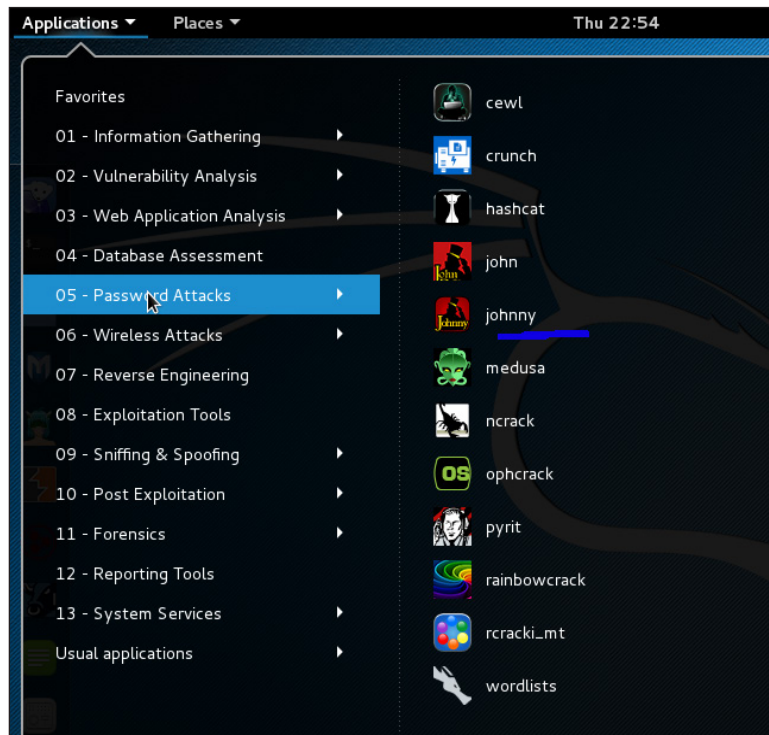 Applications Places Thu 22:54
Favorites
01 - Information Gathering
02 - Vulnerability Analysis
03 - Web Application Analysis
04 - Database Assessment
05 - Password Attacks
06 - Wireless Attacks
07 - Reverse Engineering
08 - Exploitation Tools
09 - Sniffing & Spoofing
10 - Post Exploitation
11 - Forensics
12 - Reporting Tools
13 - System Services
Usual applications
cewl
crunch
hashcat
John
john
Johnny
johnny
medusa
ncrack
OS
ophcrack
pyrit
rainbowcrack
rcracki_mt
wordlists